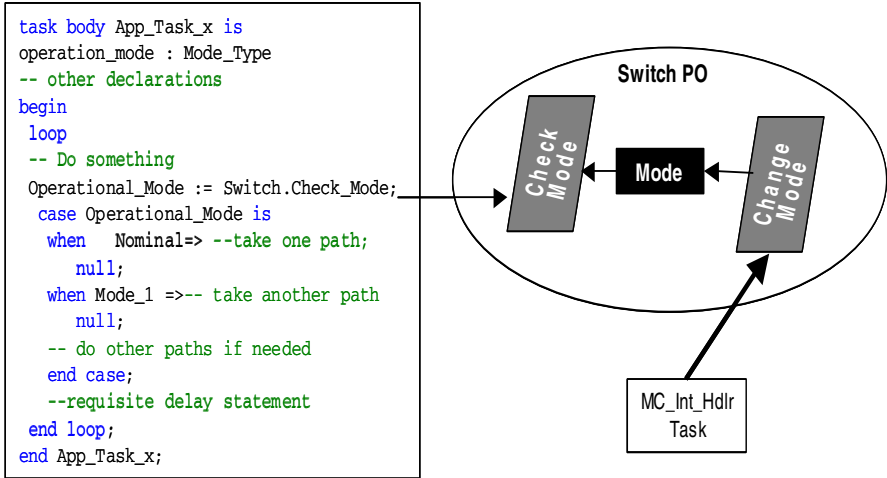 task body App_Task_x is
operation_mode : Mode_Type
-- other declarations
begin
loop
-- Do something
Operational_Mode := Switch.Check_Mode;
case Operational_Mode is
when Nominal=> --take one path;
null;
when Mode_1 =>-- take another path
null;
-- do other paths if needed
end case;
--requisite delay statement
end loop;
end App_Task_x;
Switch PO
Check
Mode
Mode
Change
Mode
MC_Int_Hdlr
Task